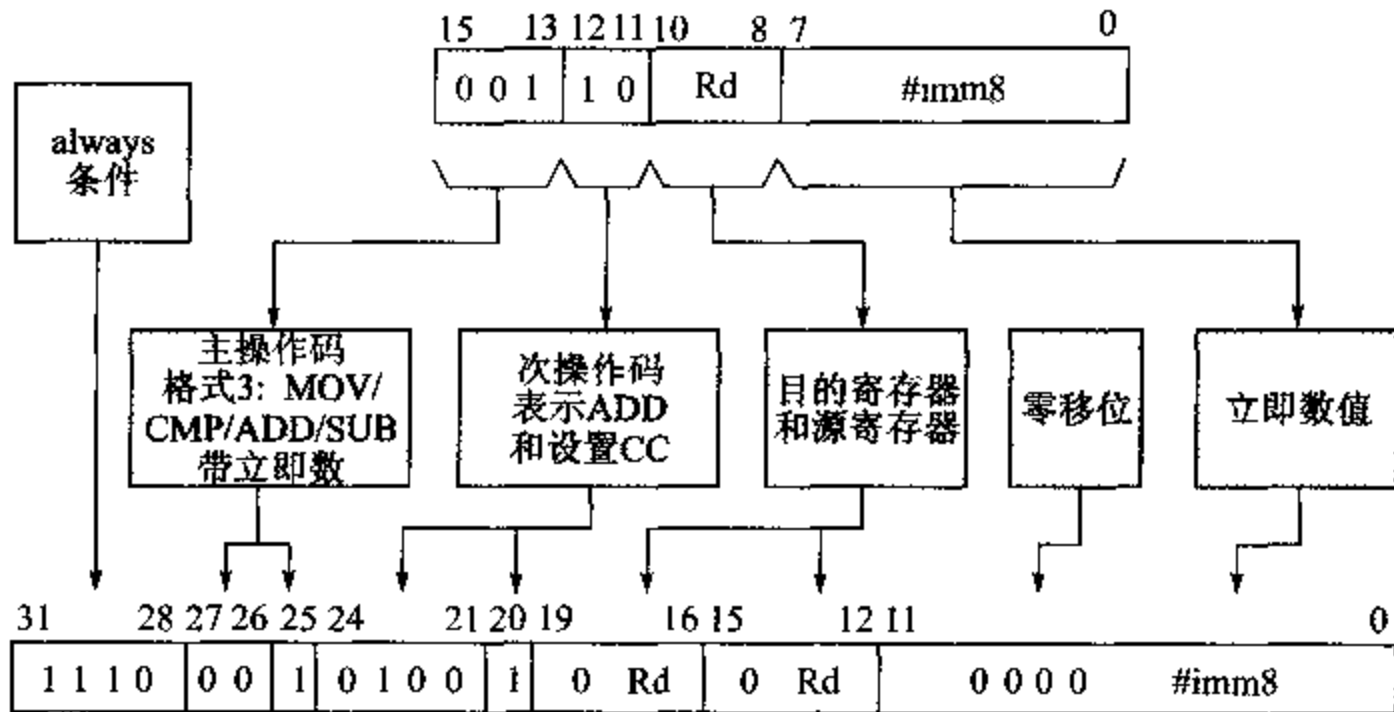 15 13 12 11 10 8 7 0
0 0 1 1 0 Rd #imm8
always
条件
主操作码
格式3: MOV/
CMP/ADD/SUB
带立即数
次操作码
表示ADD
和设置CC
目的寄存器
和源寄存器
零移位
立即数值
31 28 27 26 25 24 21 20 19 16 15 12 11 0
1 1 1 0 0 0 1 0 1 0 0 1 0 Rd 0 Rd 0 0 0 0 #imm8